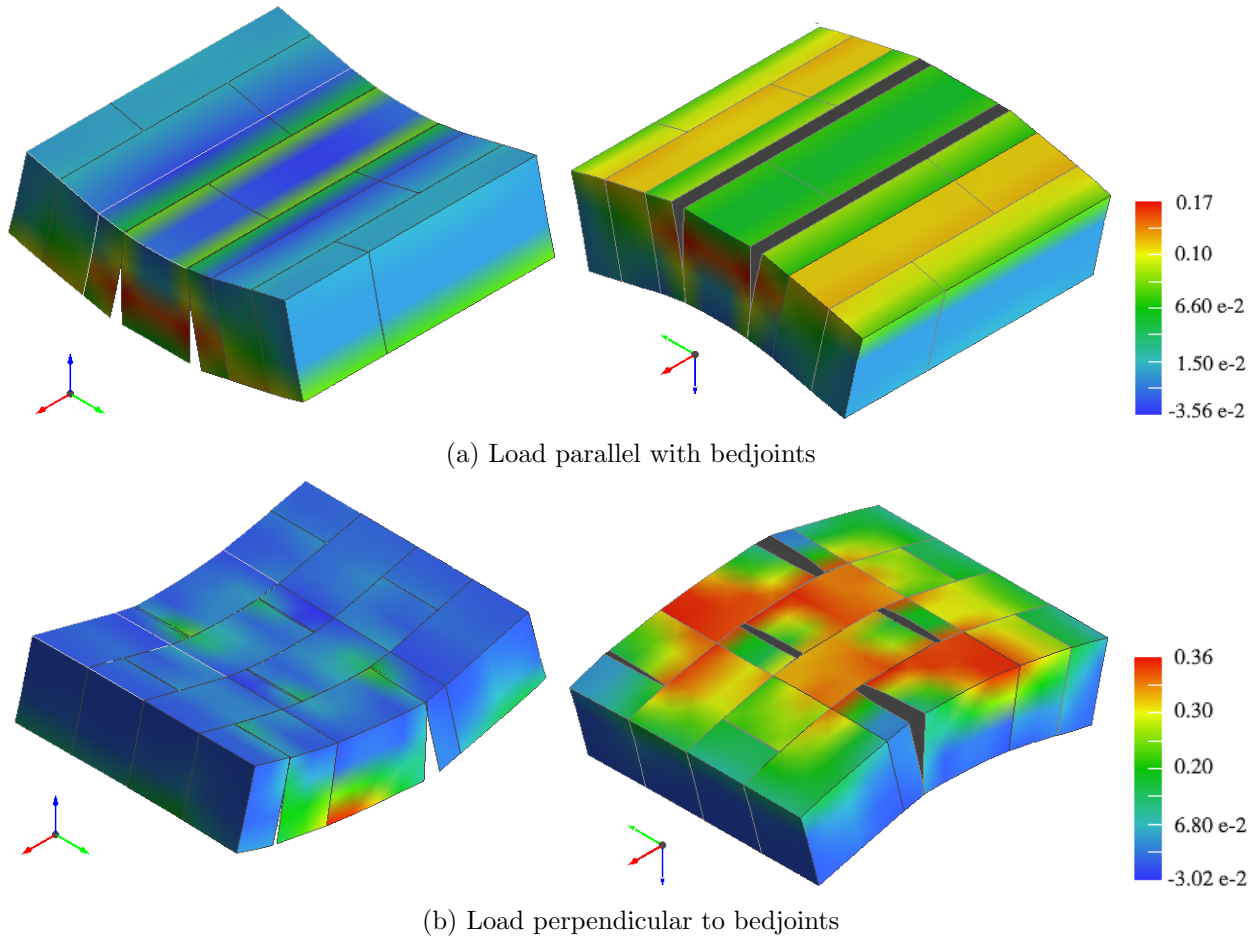 0.17
0.10
6.60 e-2
1.50 e-2
-3.56 e-2
(a) Load parallel with bedjoints
0.36
0.30
0.20
6.80 e-2
-3.02 e-2
(b) Load perpendicular to bedjoints